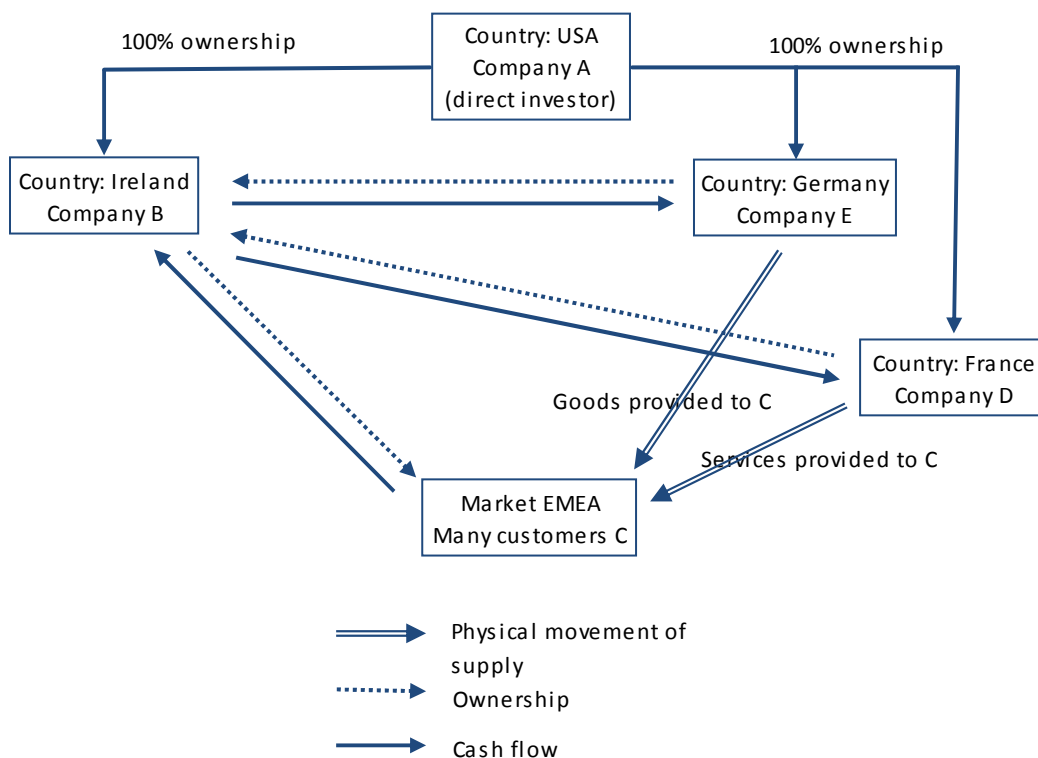 100% ownership
Country: USA
Company A
(direct investor)
100% ownership
Country: Ireland
Company B
Country: Germany
Company E
Country: France
Company D
Goods provided to C
Services provided to C
Market EMEA
Many customers C
Physical movement of
supply
Ownership
Cash flow